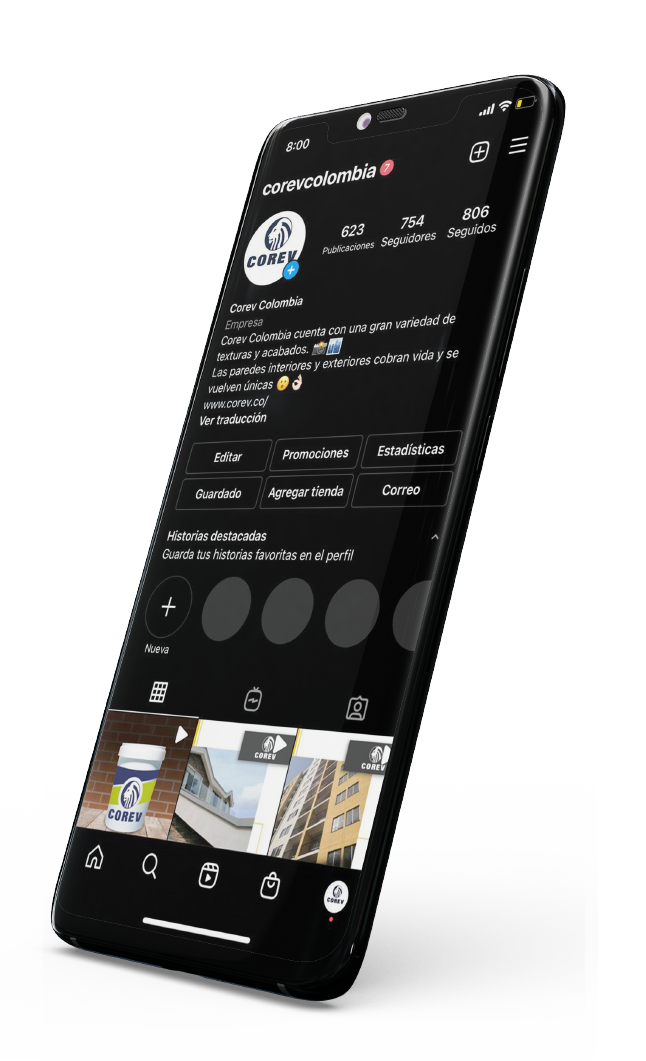 8:00
corevcolombia 7
COREV
623 754 806
Publicaciones Seguidores Seguidos
Corev Colombia
Empresa
Corev Colombia cuenta con una gran variedad de
texturas y acabados. 📸🏙️
Las paredes interiores y exteriores cobran vida y se
vuelven únicas 😗👌🏻
www.corev.co/
Ver traducción
Editar Promociones Estadísticas
Guardado Agregar tienda Correo
Historias destacadas
Guarda tus historias favoritas en el perfil
Nueva
COREV COREV
COREV
COREV